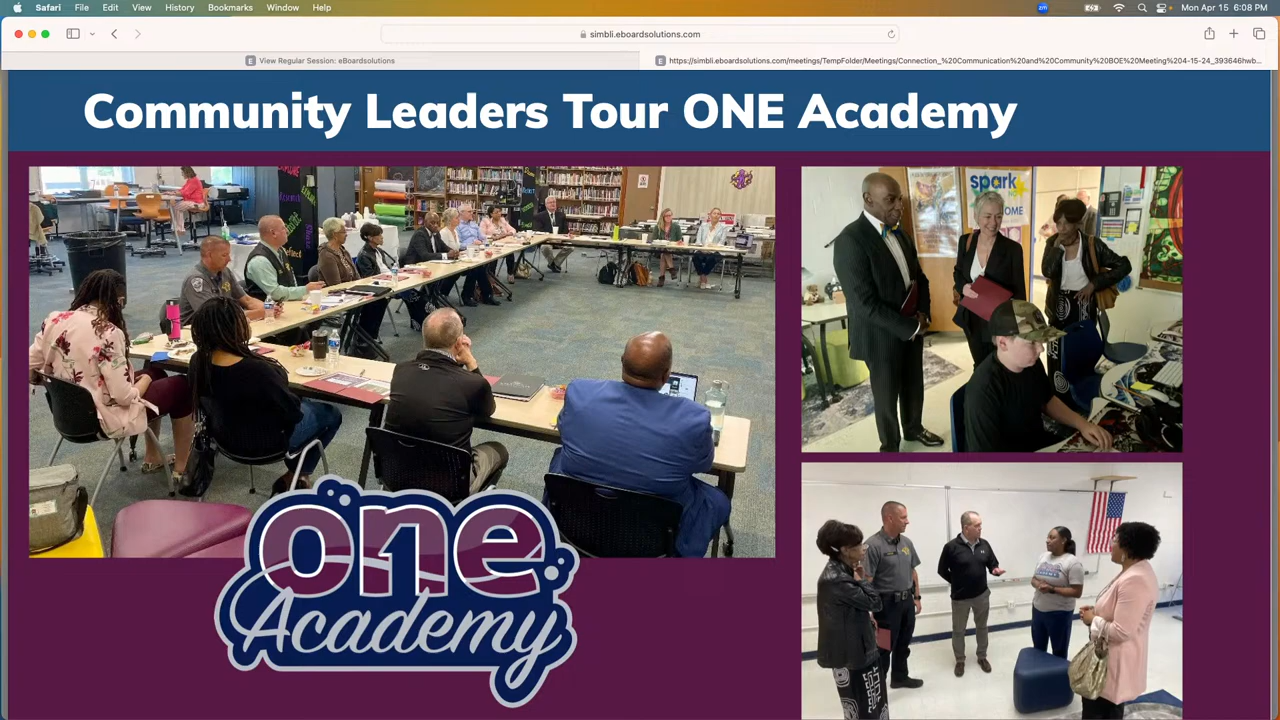 Safari File Edit View History Bookmarks Window Help
Mon Apr 15 6:08 PM
simbli.eboardsolutions.com
E View Regular Session: eBoardsolutions
E https://simbli.eboardsolutions.com/meetings/TempFolder/Meetings/Connection_%20Communication%20and%20Community%20BOE%20Meeting%204-15-24_393646hwb...
Community Leaders Tour ONE Academy
spark
one
Academy